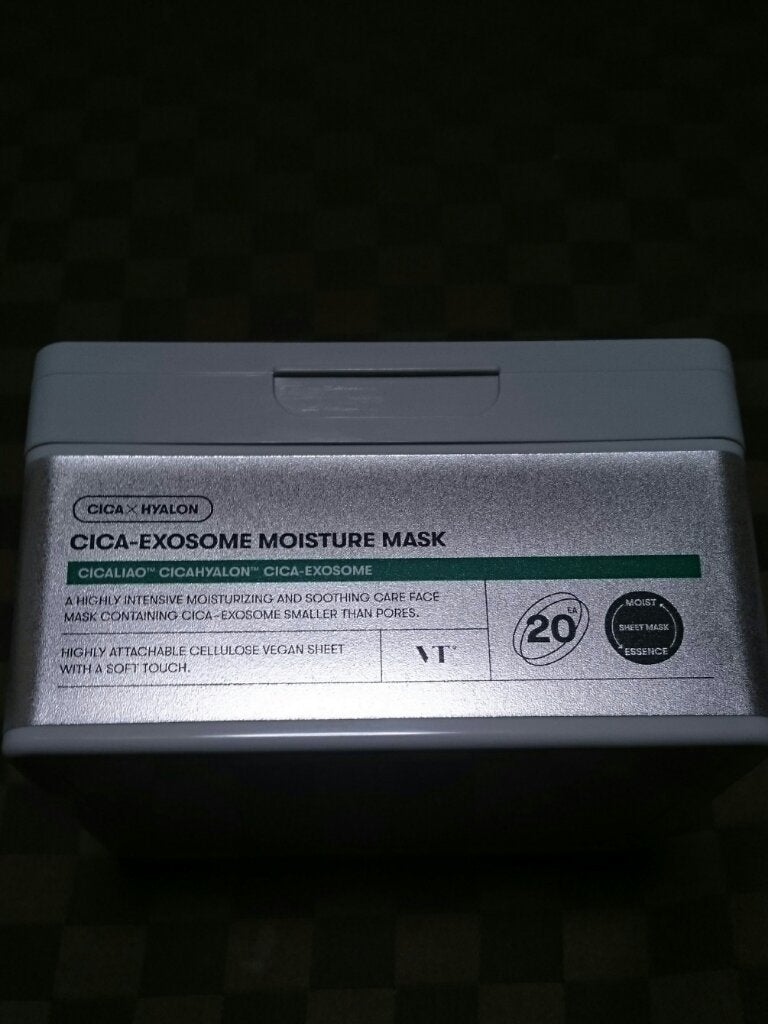 CICA×HYALON
CICA-EXOSOME MOISTURE MASK
CICALIAO™ CICAHYALON™ CICA-EXOSOME
A HIGHLY INTENSIVE MOISTURIZING AND SOOTHING CARE FACE
MASK CONTAINING CICA-EXOSOME SMALLER THAN PORES.
HIGHLY ATTACHABLE CELLULOSE VEGAN SHEET
WITH A SOFT TOUCH.
VT
20 EA
MOIST
SHEET MASK
ESSENCE